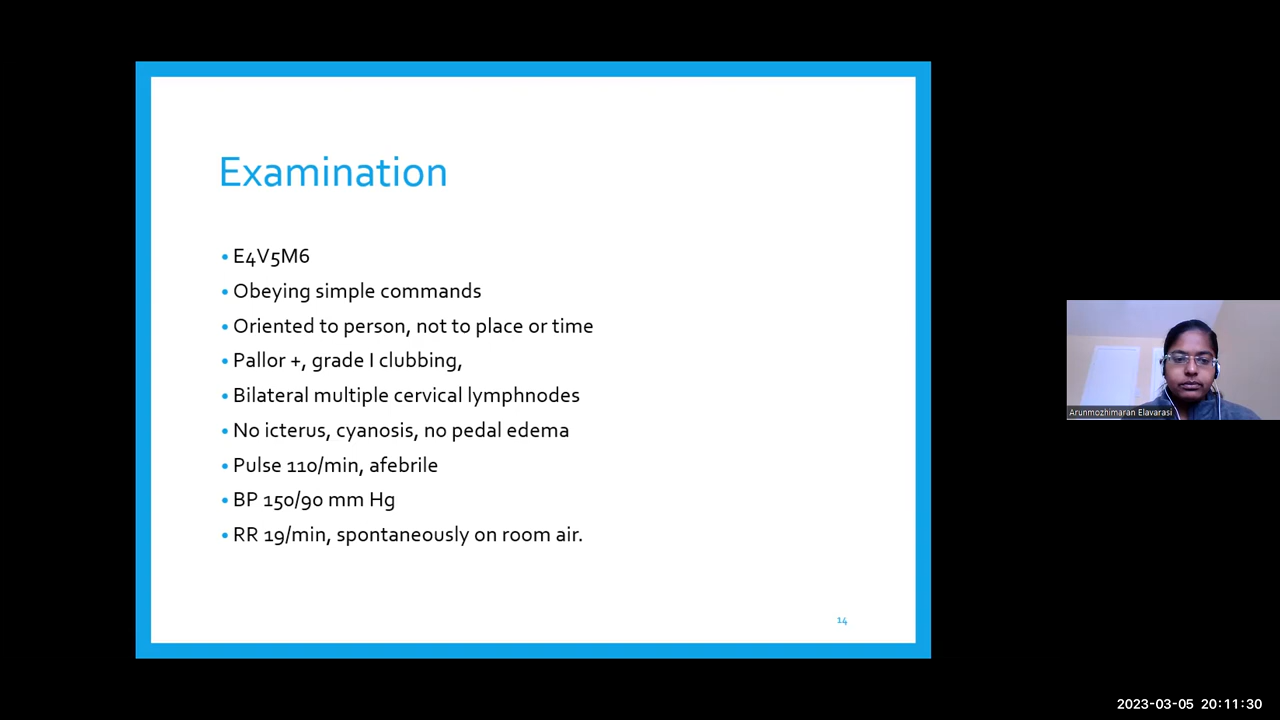 Examination
• E4V5M6
• Obeying simple commands
• Oriented to person, not to place or time
• Pallor +, grade I clubbing,
• Bilateral multiple cervical lymphnodes
• No icterus, cyanosis, no pedal edema
• Pulse 110/min, afebrile
• BP 150/90 mm Hg
• RR 19/min, spontaneously on room air.
14
Arunmozhimaran Elavarasi
2023-03-05 20:11:30